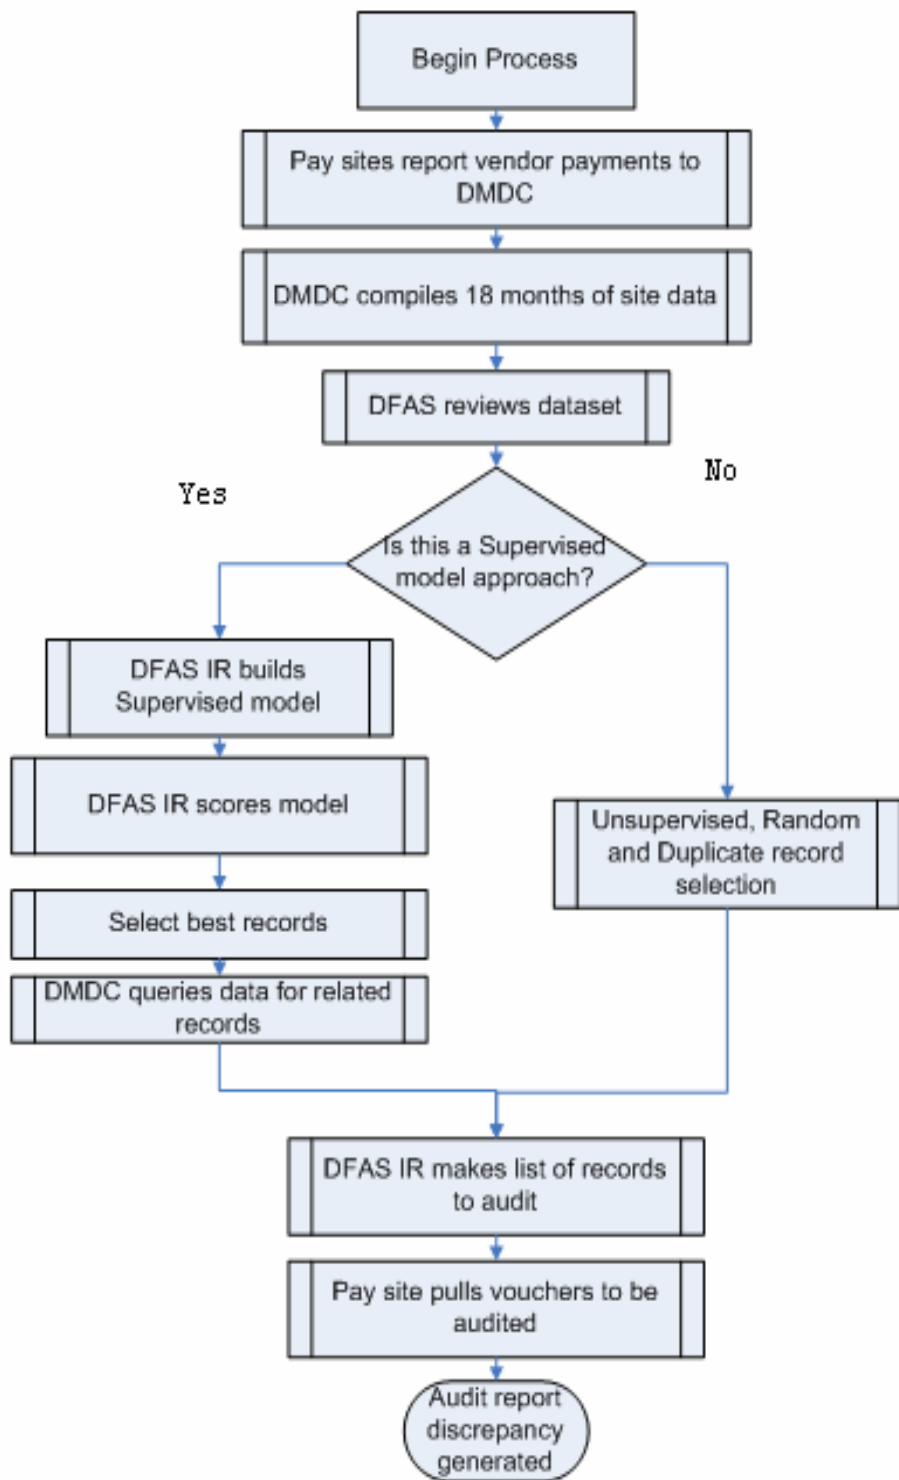 Begin Process
Pay sites report vendor payments to
DMDC
DMDC compiles 18 months of site data
DFAS reviews dataset
Yes
No
Is this a Supervised
model approach?
DFAS IR builds
Supervised model
DFAS IR scores model
Unsupervised, Random
and Duplicate record
selection
Select best records
DMDC queries data for related
records
DFAS IR makes list of records
to audit
Pay site pulls vouchers to be
audited
Audit report
discrepancy
generated